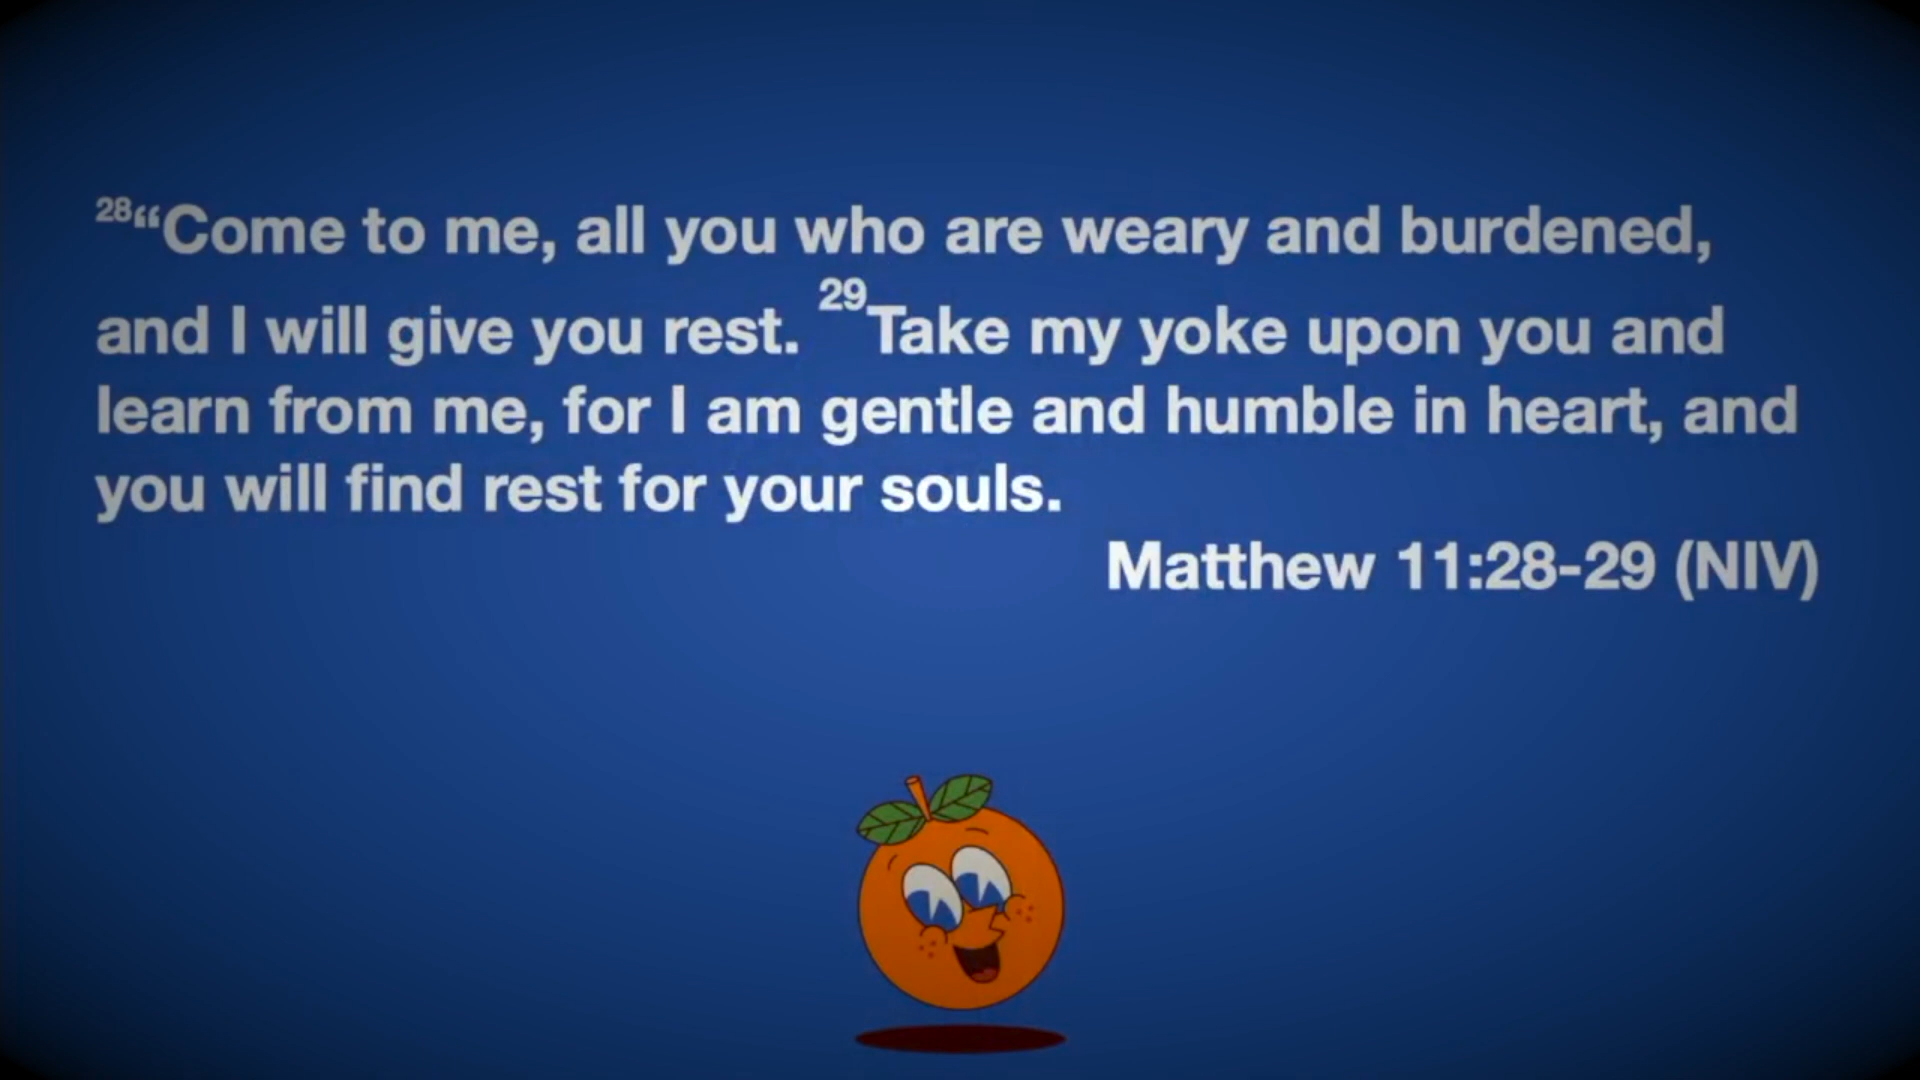 28“Come to me, all you who are weary and burdened,
and I will give you rest. 29Take my yoke upon you and
learn from me, for I am gentle and humble in heart, and
you will find rest for your souls.
Matthew 11:28-29 (NIV)